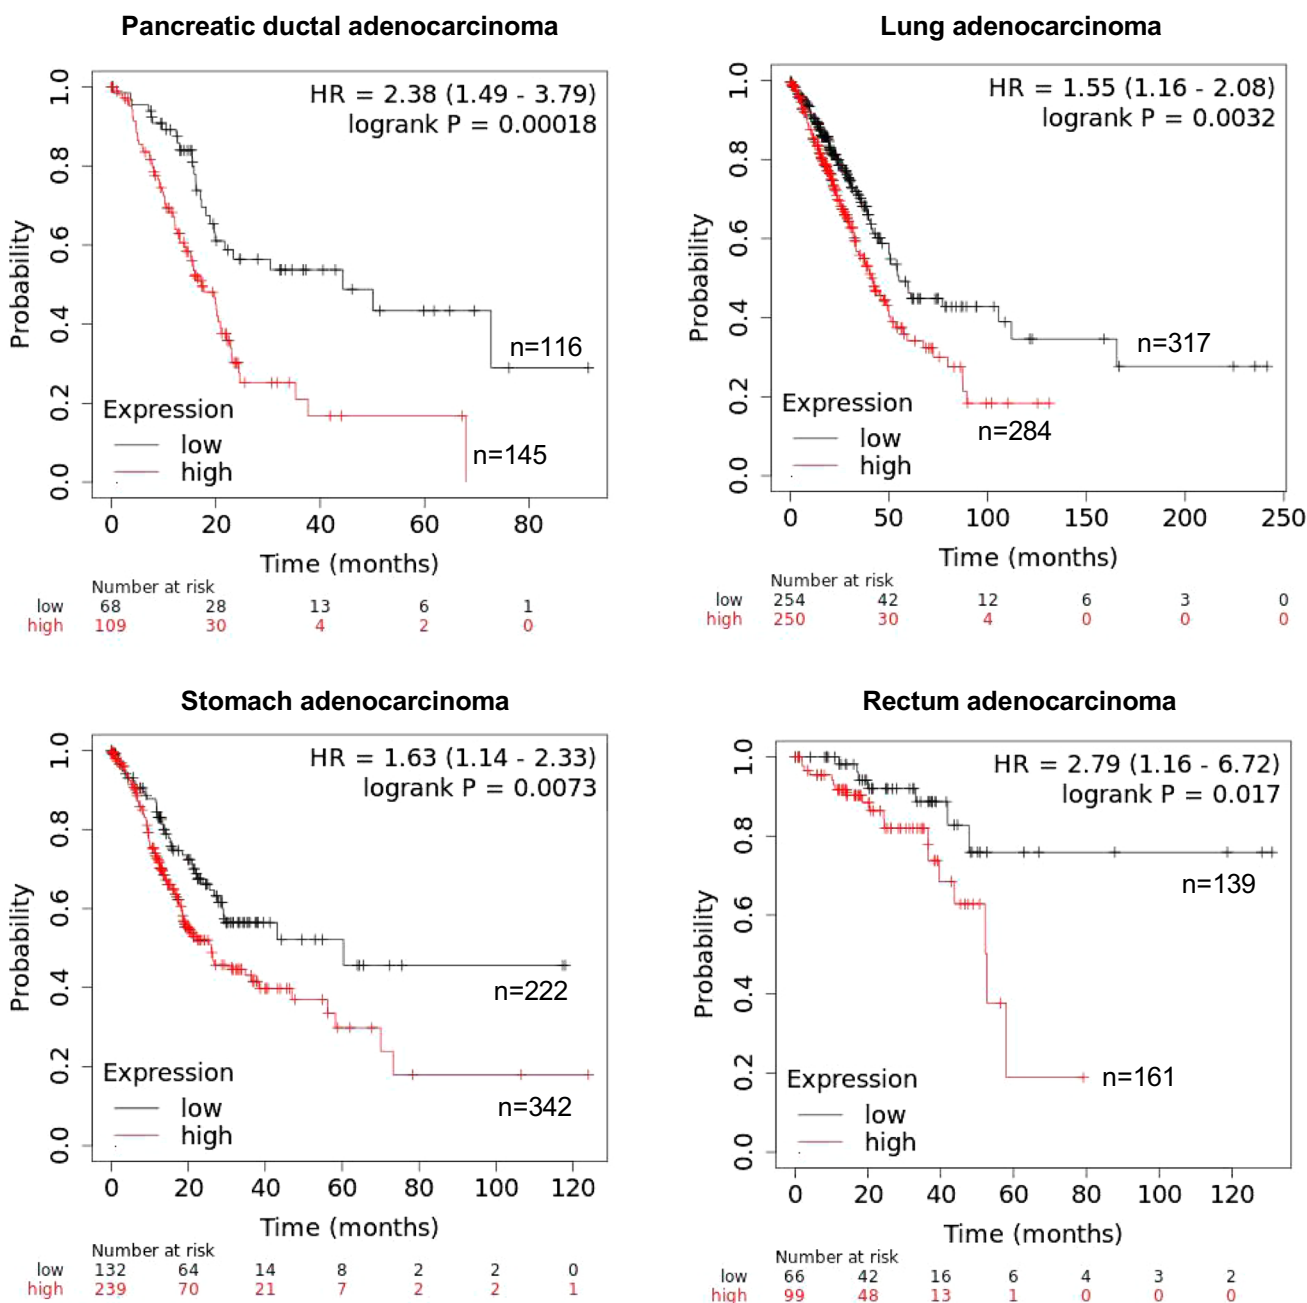 Pancreatic ductal adenocarcinoma
HR = 2.38 (1.49 - 3.79)
logrank P = 0.00018
Probability
1.0
0.8
0.6
0.4
0.2
0.0
n=116
n=145
Expression
low
high
0 20 40 60 80
Time (months)
Number at risk
low 68 28 13 6 1
high 109 30 4 2 0
Lung adenocarcinoma
HR = 1.55 (1.16 - 2.08)
logrank P = 0.0032
Probability
1.0
0.8
0.6
0.4
0.2
0.0
n=317
n=284
Expression
low
high
0 50 100 150 200 250
Time (months)
Number at risk
low 254 42 12 6 3 0
high 250 30 4 0 0 0
Stomach adenocarcinoma
HR = 1.63 (1.14 - 2.33)
logrank P = 0.0073
Probability
1.0
0.8
0.6
0.4
0.2
0.0
n=222
n=342
Expression
low
high
0 20 40 60 80 100 120
Time (months)
Number at risk
low 132 64 14 8 2 2 0
high 239 70 21 7 2 2 1
Rectum adenocarcinoma
HR = 2.79 (1.16 - 6.72)
logrank P = 0.017
Probability
1.0
0.8
0.6
0.4
0.2
0.0
n=139
n=161
Expression
low
high
0 20 40 60 80 100 120
Time (months)
Number at risk
low 66 42 16 6 4 3 2
high 99 48 13 1 0 0 0